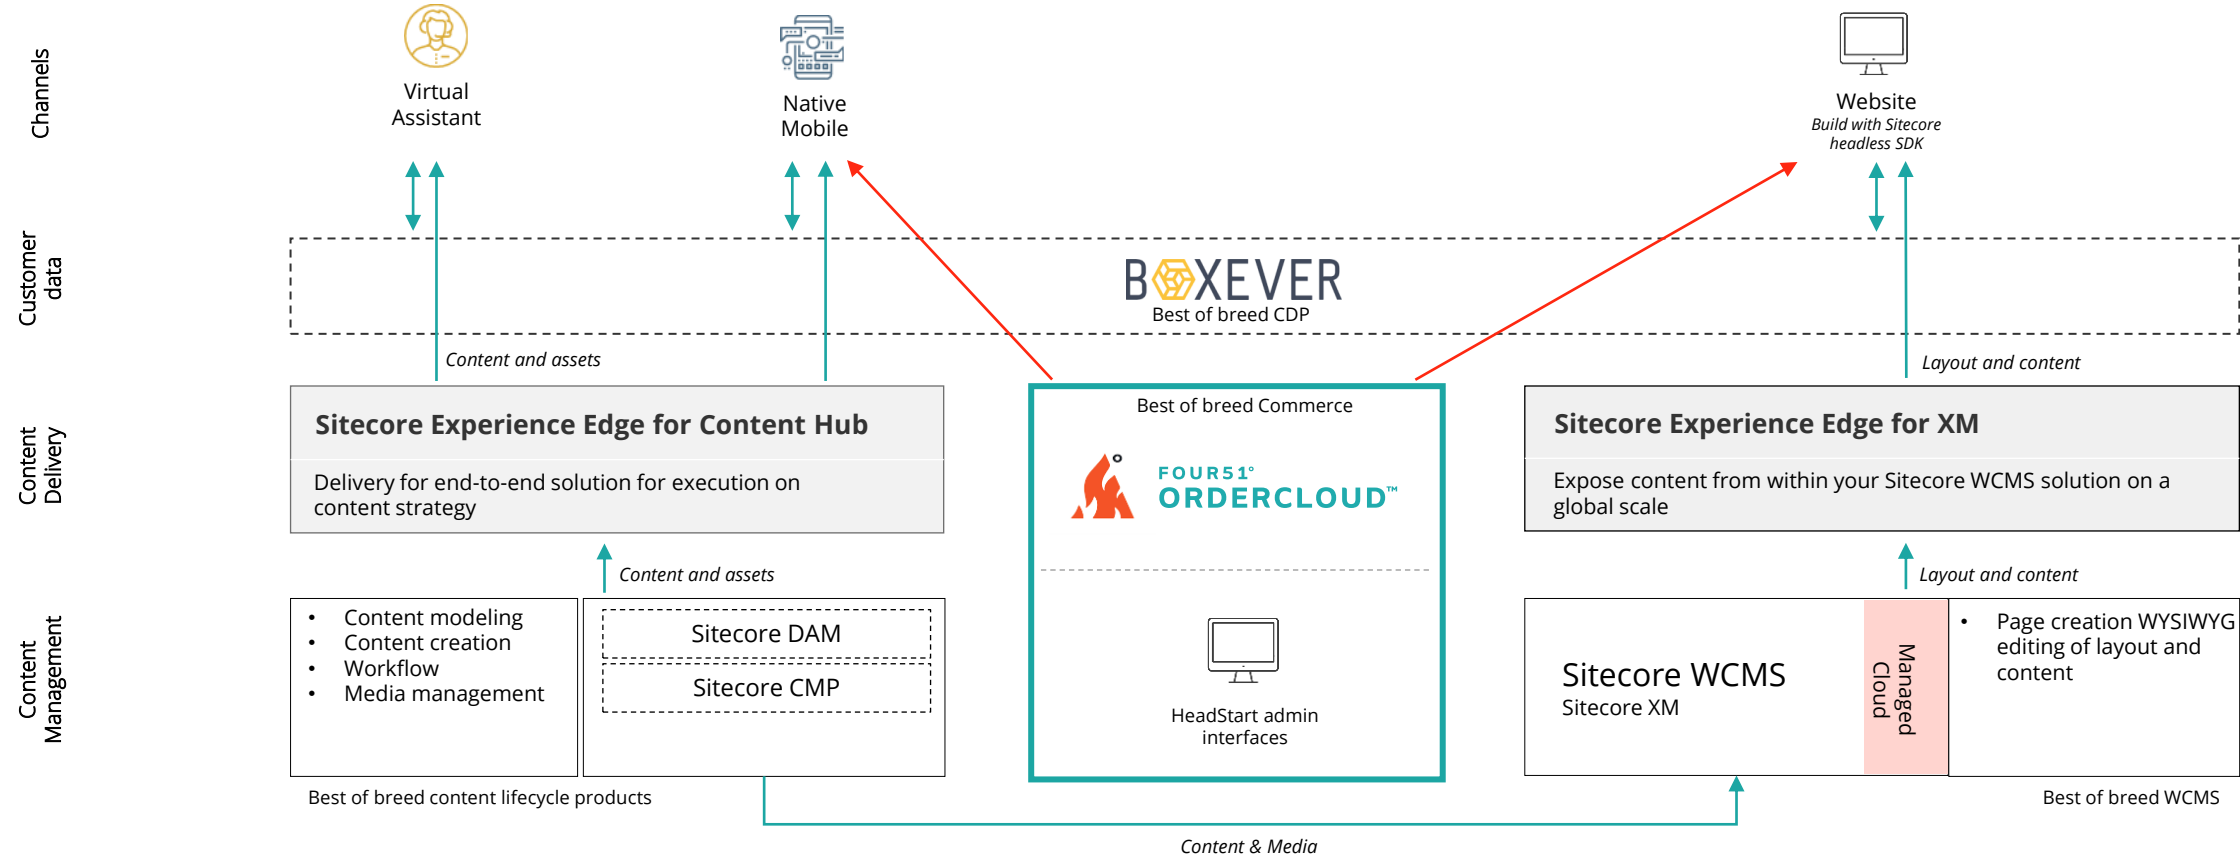 Channels
Virtual
Assistant
Native
Mobile
Website
Build with Sitecore
headless SDK
Customer
data
BOXEVER
Best of breed CDP
Content and assets
Layout and content
Content
Delivery
Sitecore Experience Edge for Content Hub
Delivery for end-to-end solution for execution on
content strategy
Best of breed Commerce
FOUR51°
ORDERCLOUD™
Sitecore Experience Edge for XM
Expose content from within your Sitecore WCMS solution on a
global scale
Content and assets
Layout and content
Content
Management
• Content modeling
• Content creation
• Workflow
• Media management
Sitecore DAM
Sitecore CMP
HeadStart admin
interfaces
Sitecore WCMS
Sitecore XM
Managed
Cloud
• Page creation WYSIWYG
editing of layout and
content
Best of breed content lifecycle products
Best of breed WCMS
Content & Media